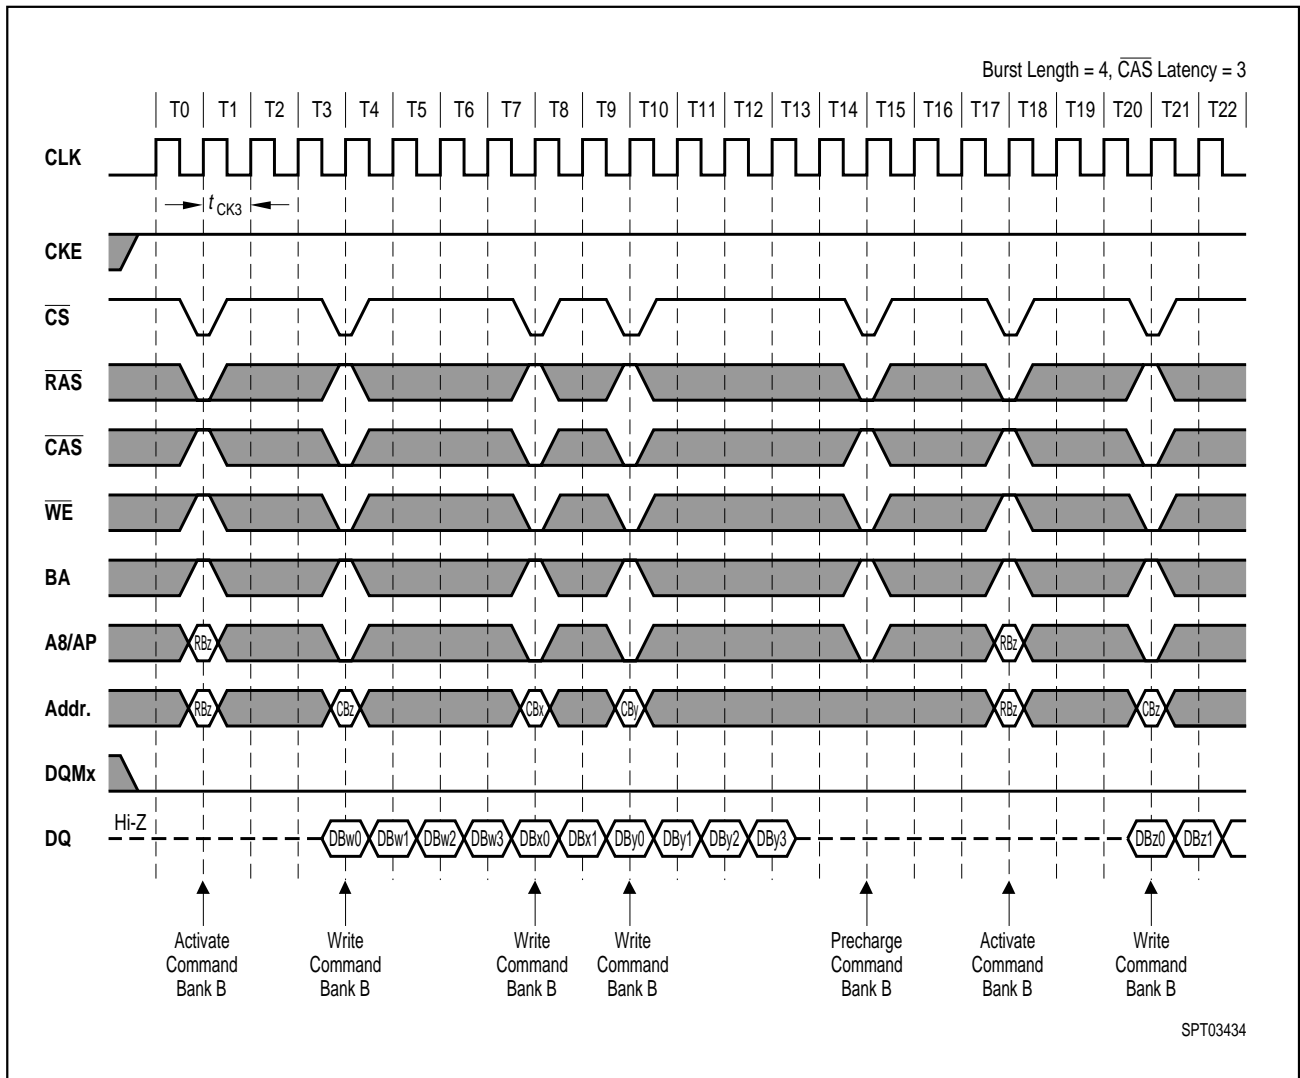 Burst Length = 4, CAS Latency = 3
T0 T1 T2 T3 T4 T5 T6 T7 T8 T9 T10 T11 T12 T13 T14 T15 T16 T17 T18 T19 T20 T21 T22
CLK
t CK3
CKE
CS
RAS
CAS
WE
BA
A8/AP RBz RBz
Addr. RBz CBz CBx CBy RBz CBz
DQMx
Hi-Z
DQ DBw0 DBw1 DBw2 DBw3 DBx0 DBx1 DBy0 DBy1 DBy2 DBy3 DBz0 DBz1
Activate Write Write Write Precharge Activate Write
Command Command Command Command Command Command Command
Bank B Bank B Bank B Bank B Bank B Bank B Bank B
SPT03434